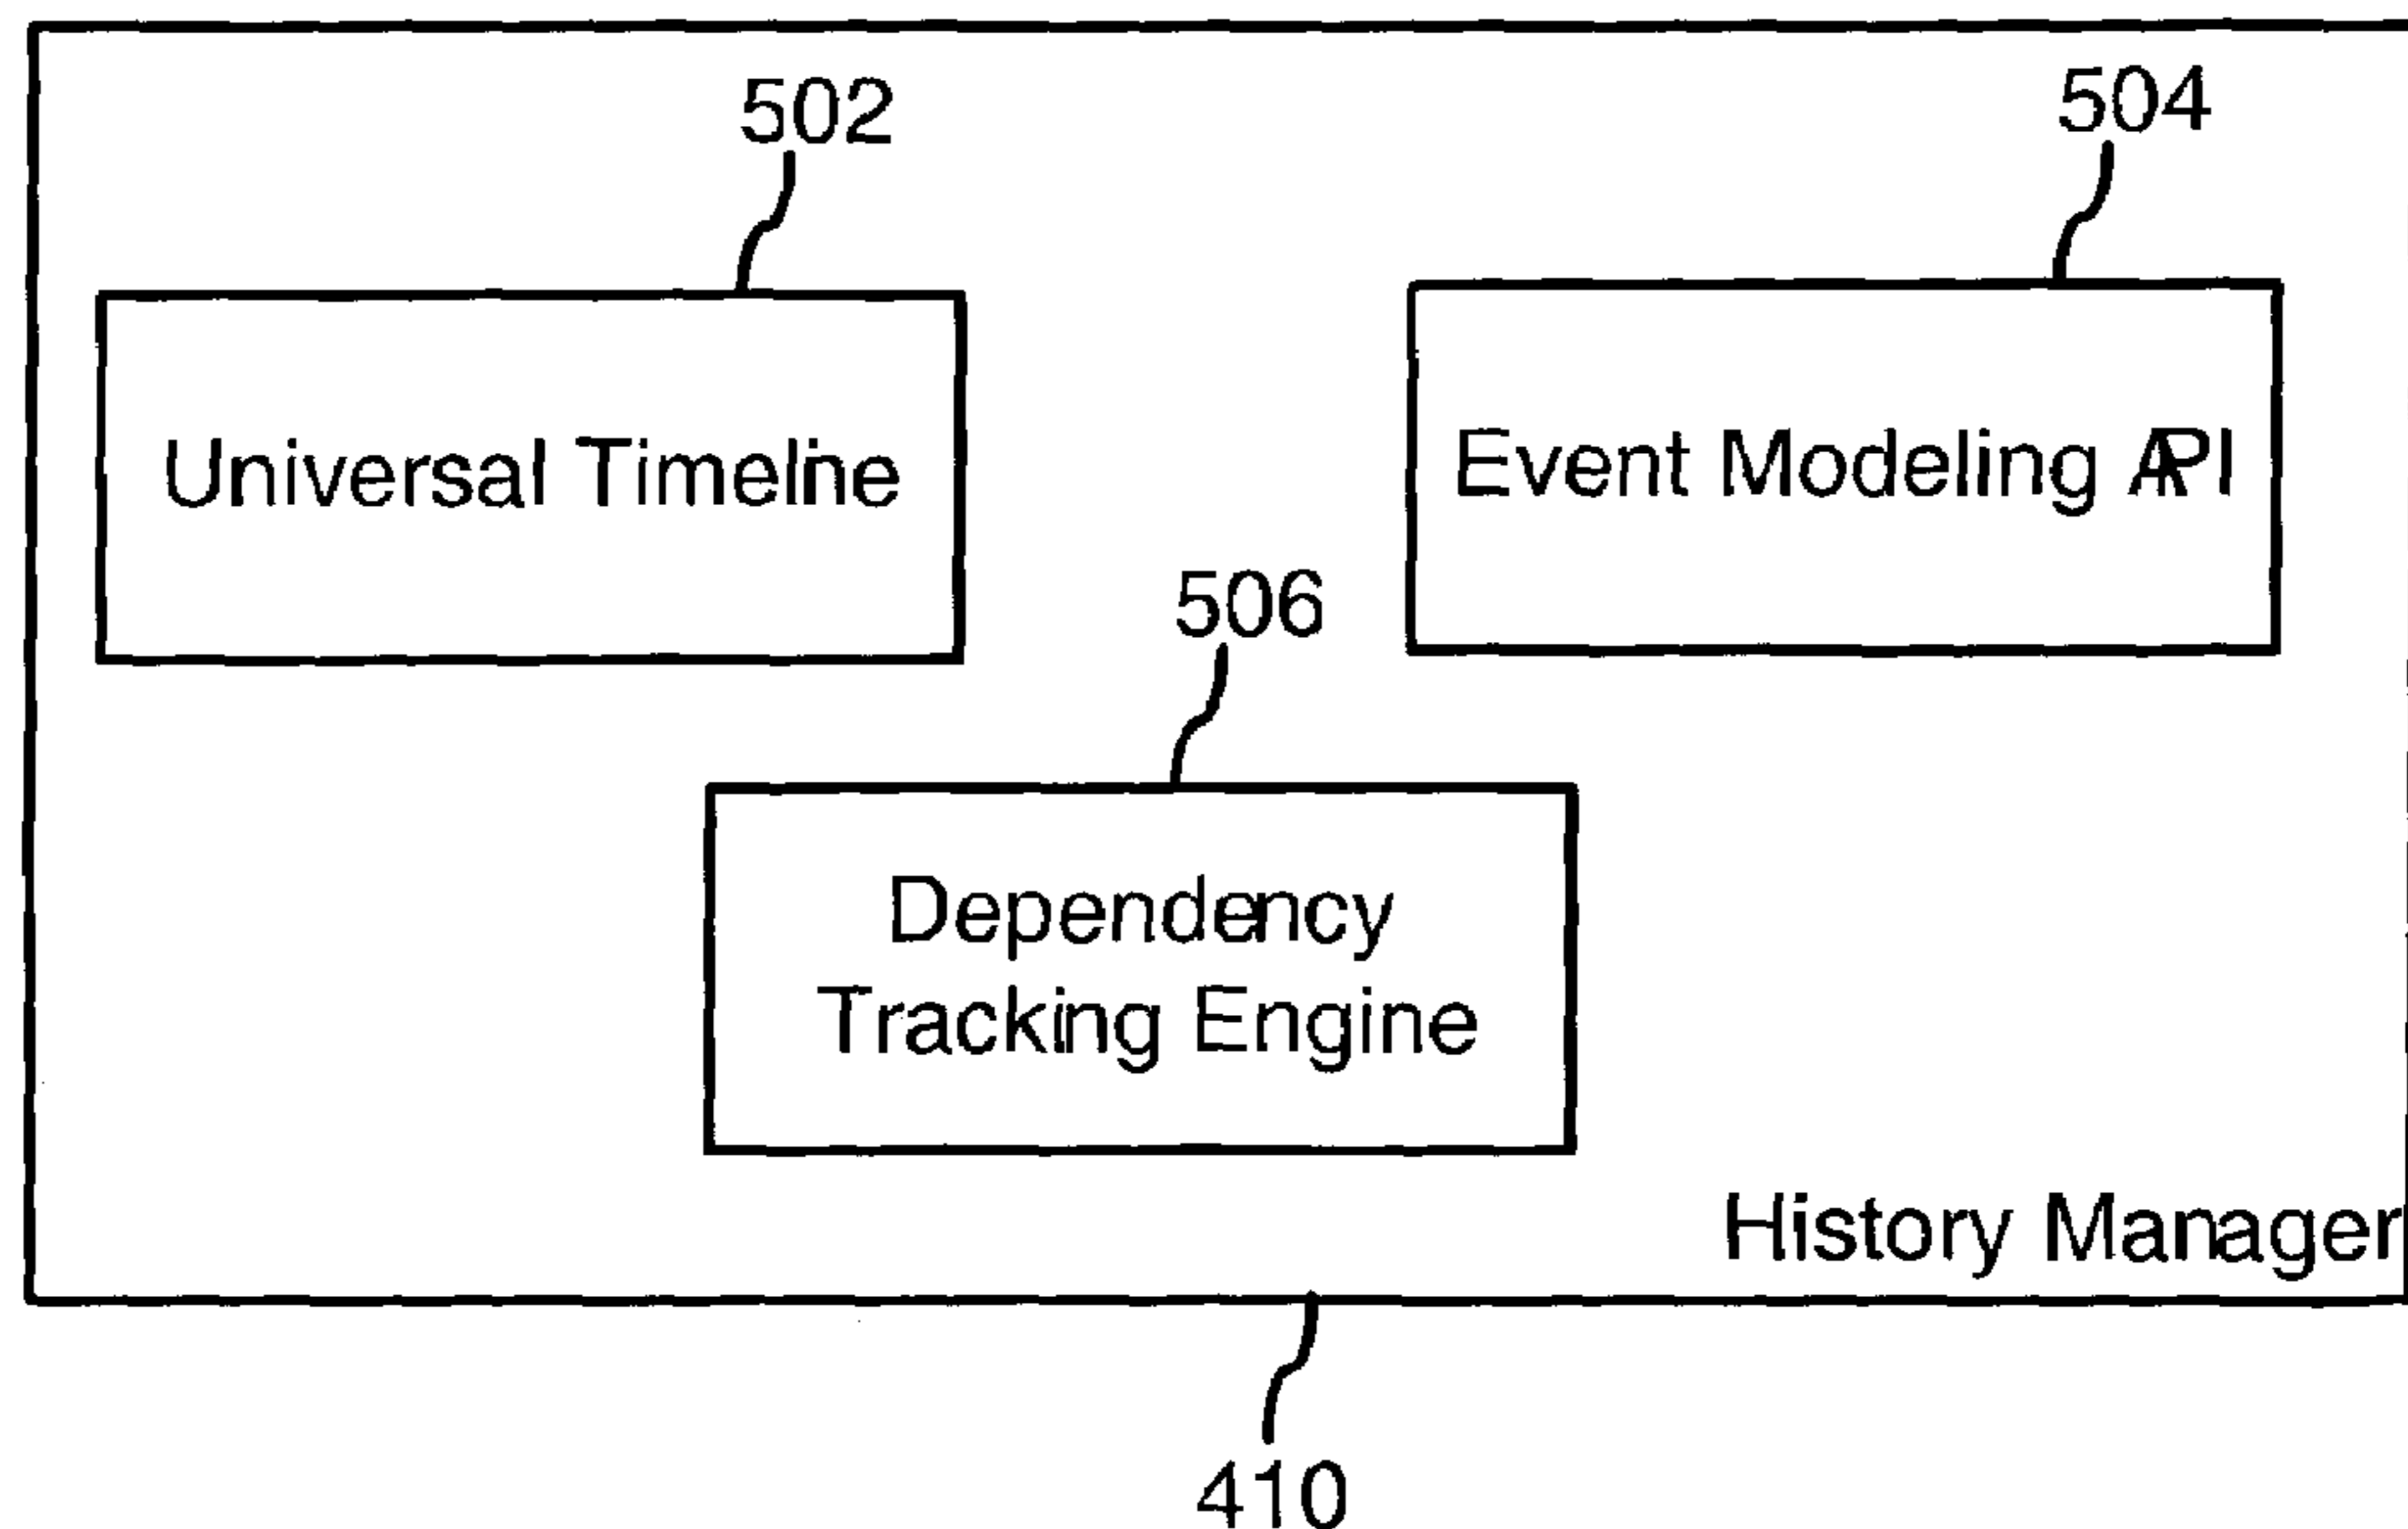 502
504
Universal Timeline
Event Modeling API
506
Dependency
Tracking Engine
History Manager
410